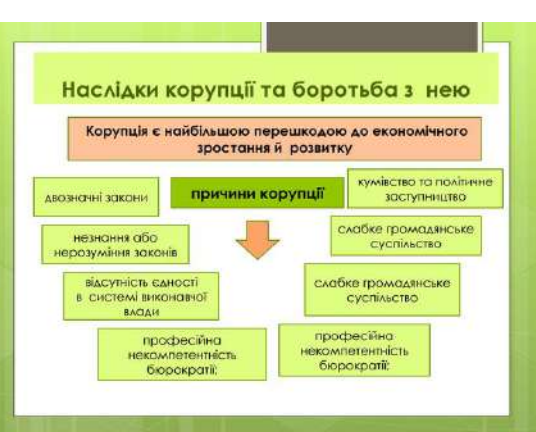 Наслідки корупції та боротьба з нею
Корупція є найбільшою перешкодою до економічного
зростання й розвитку
двозначні закони
причини корупції
кумівство та політичне
заступництво
незнання або
нерозуміння законів
слабке громадянське
суспільство
відсутність єдності
в системі виконавчої
влади
слабке громадянське
суспільство
професійна
некомпетентність
бюрократії;
професійна
некомпетентність
бюрократії;